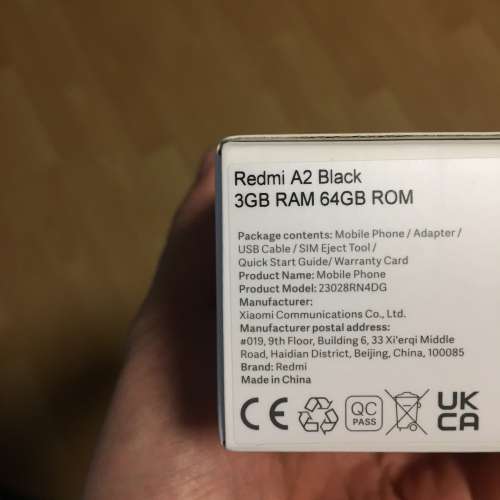 Redmi A2 Black
3GB RAM 64GB ROM
Package contents: Mobile Phone / Adapter /
USB Cable / SIM Eject Tool /
Quick Start Guide/ Warranty Card
Product Name: Mobile Phone
Product Model: 23028RN4DG
Manufacturer:
Xiaomi Communications Co., Ltd.
Manufacturer postal address:
#019, 9th Floor, Building 6, 33 Xi'erqi Middle
Road, Haidian District, Beijing, China, 100085
Brand: Redmi
Made in China
CE
QC
PASS
UK
CA